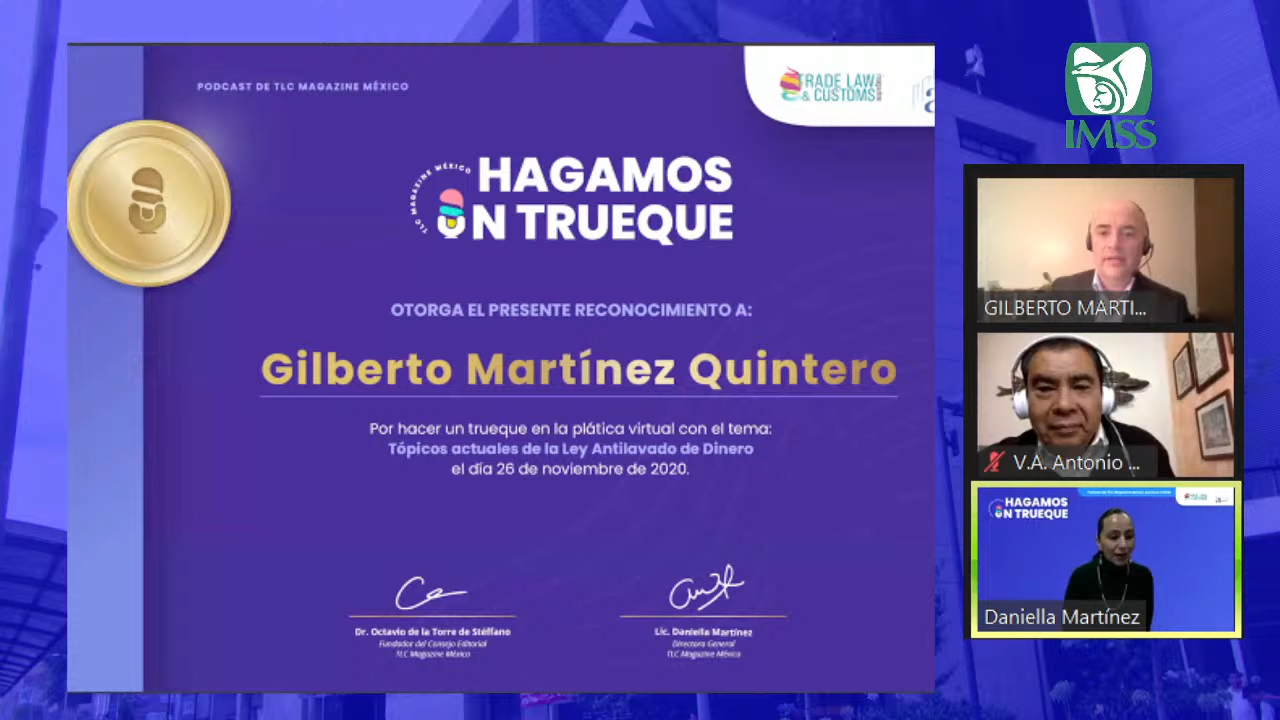 PODCAST DE TLC MAGAZINE MÉXICO
TRADE LAW
& CUSTOMS
TLC MAGAZINE MÉXICO
HAGAMOS
UN TRUEQUE
OTORGA EL PRESENTE RECONOCIMIENTO A:
Gilberto Martínez Quintero
Por hacer un trueque en la plática virtual con el tema:
Tópicos actuales de la Ley Antilavado de Dinero
el día 26 de noviembre de 2020.
Dr. Octavio de la Torre de Stéffano
Fundador del Consejo Editorial
TLC Magazine México
Lic. Daniella Martínez
Directora General
TLC Magazine México
IMSS
GILBERTO MARTI...
V.A. Antonio ...
HAGAMOS
UN TRUEQUE
Daniella Martínez